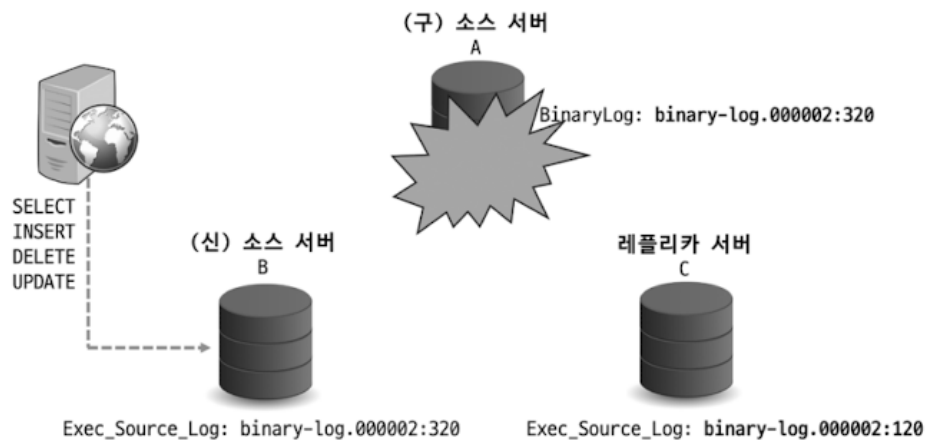 (구) 소스 서버
A
BinaryLog: binary-log.000002:320
SELECT
INSERT
DELETE
UPDATE
(신) 소스 서버
B
레플리카 서버
C
Exec_Source_Log: binary-log.000002:320
Exec_Source_Log: binary-log.000002:120